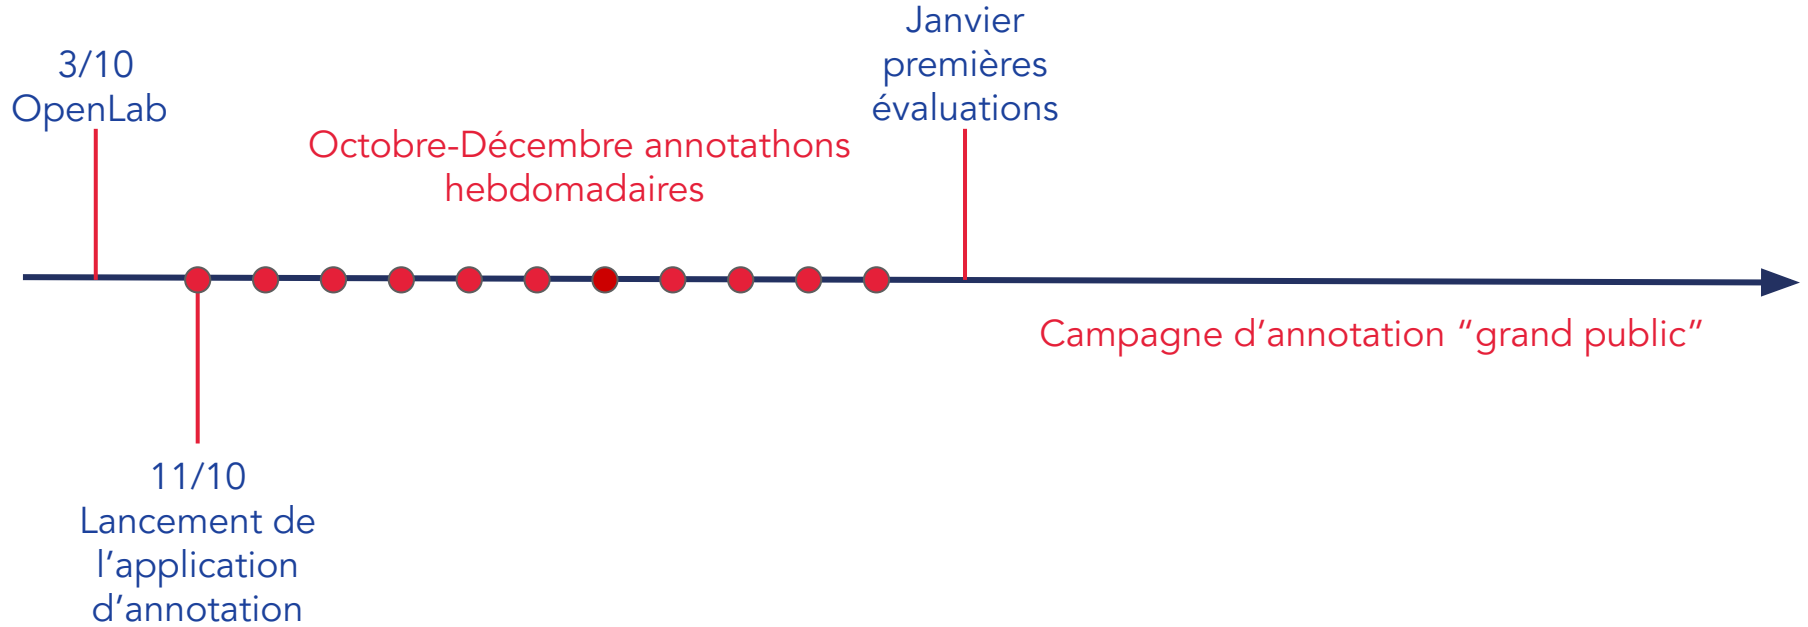 3/10
OpenLab
Octobre-Décembre annotathons
hebdomadaires
Janvier
premières
évaluations
Campagne d’annotation “grand public”
11/10
Lancement de
l’application
d’annotation